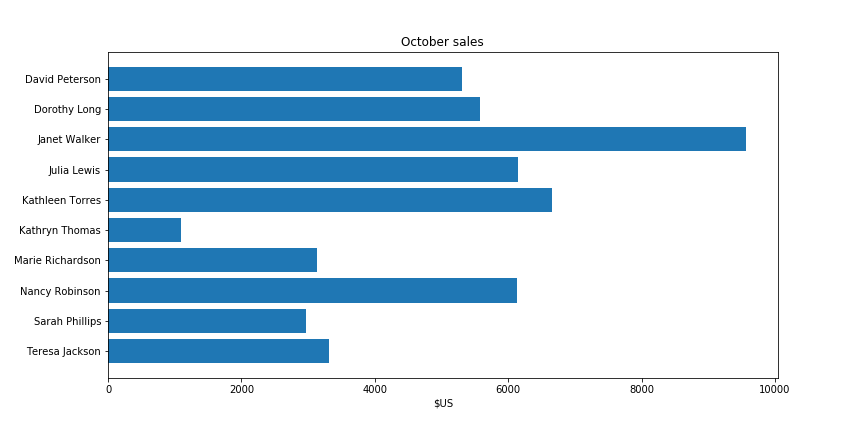 October sales
David Peterson
Dorothy Long
Janet Walker
Julia Lewis
Kathleen Torres
Kathryn Thomas
Marie Richardson
Nancy Robinson
Sarah Phillips
Teresa Jackson
0 2000 4000 6000 8000 10000
$US